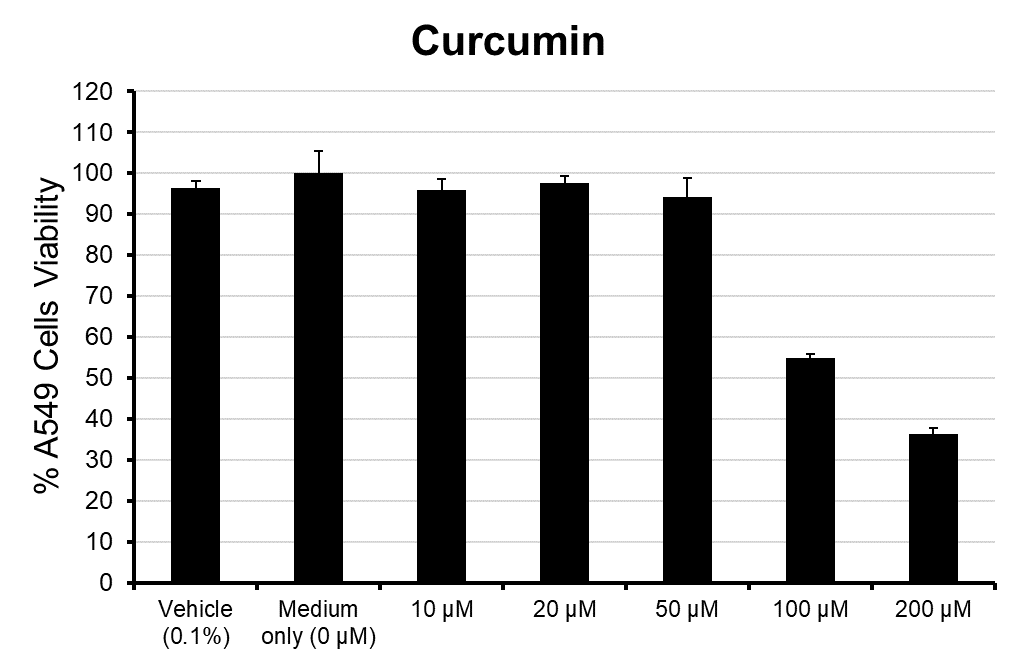 Curcumin
% A549 Cells Viability
120
110
100
90
80
70
60
50
40
30
20
10
0
Vehicle
(0.1%)
Medium
only (0 µM)
10 µM
20 µM
50 µM
100 µM
200 µM